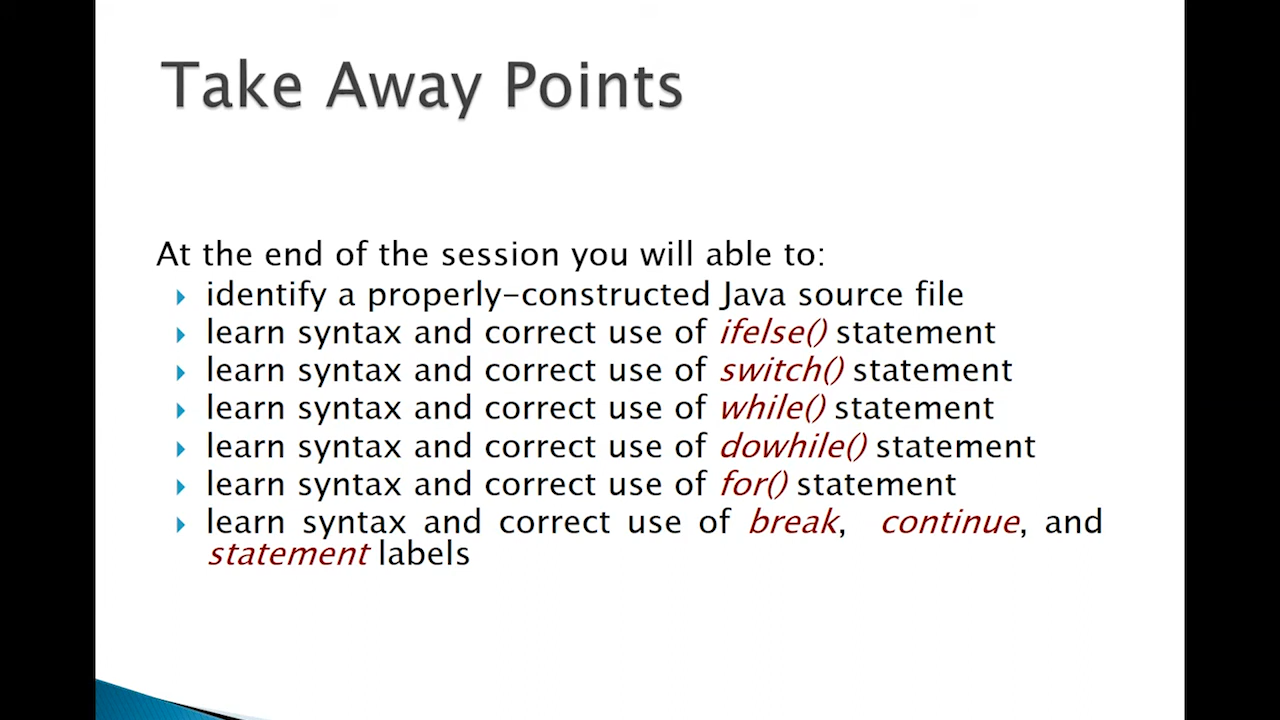 Take Away Points
At the end of the session you will able to:
identify a properly-constructed Java source file
learn syntax and correct use of ifelse() statement
learn syntax and correct use of switch() statement
learn syntax and correct use of while() statement
learn syntax and correct use of dowhile() statement
learn syntax and correct use of for() statement
learn syntax and correct use of break, continue, and
statement labels